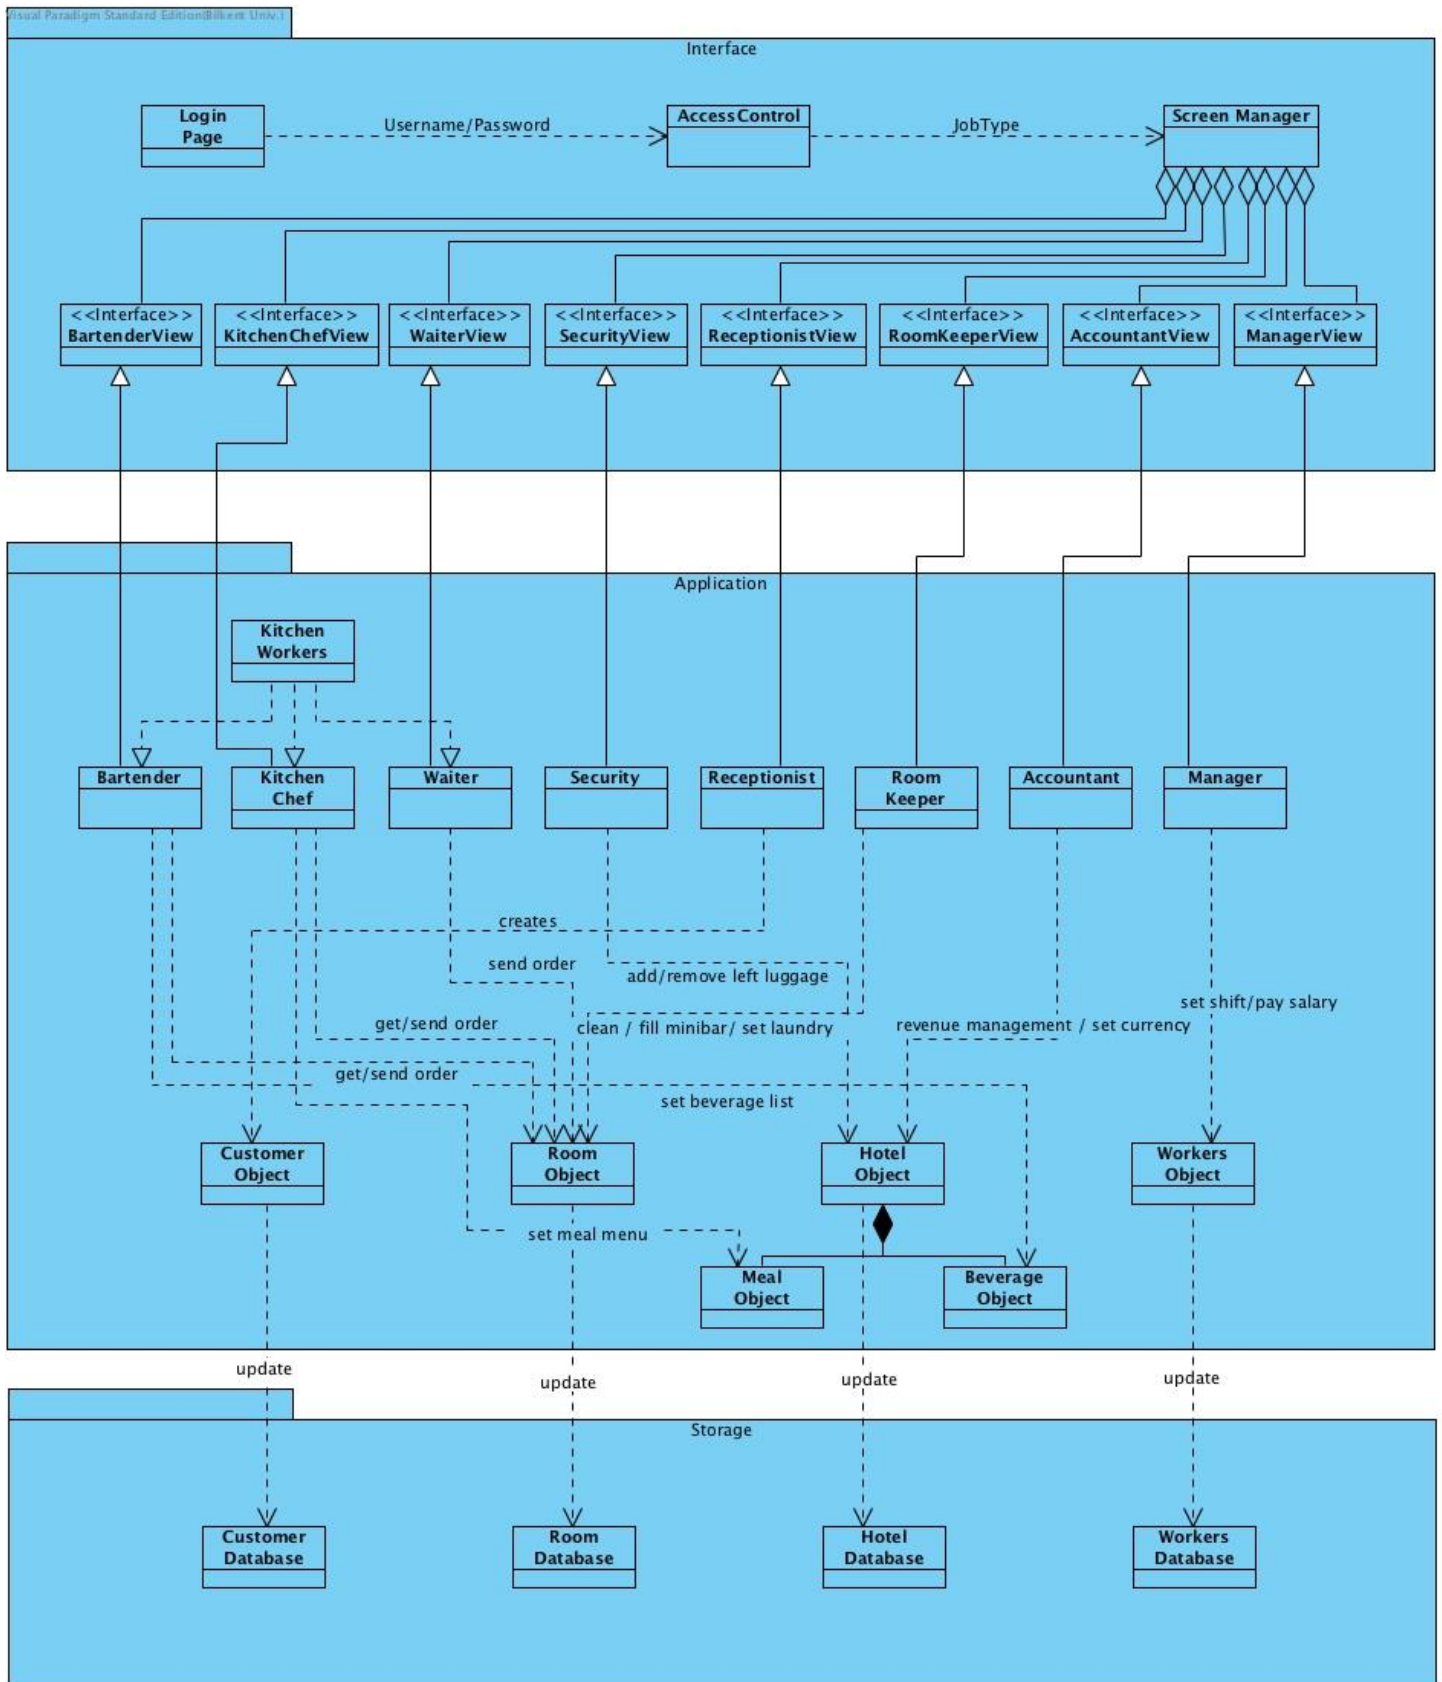 Visual Paradigm Standard Edition(Bilkent Univ.)
Interface
Login
Page
Username/Password
AccessControl
JobType
Screen Manager
<<Interface>>
BartenderView
<<Interface>>
KitchenChefView
<<Interface>>
WaiterView
<<Interface>>
SecurityView
<<Interface>>
ReceptionistView
<<Interface>>
RoomKeeperView
<<Interface>>
AccountantView
<<Interface>>
ManagerView
Application
Kitchen
Workers
Bartender
Kitchen
Chef
Waiter
Security
Receptionist
Room
Keeper
Accountant
Manager
creates
send order
add/remove left luggage
set shift/pay salary
get/send order
clean / fill minibar/ set laundry
revenue management / set currency
get/send order
set beverage list
Customer
Object
Room
Object
Hotel
Object
Workers
Object
set meal menu
Meal
Object
Beverage
Object
update
update
update
update
Storage
Customer
Database
Room
Database
Hotel
Database
Workers
Database